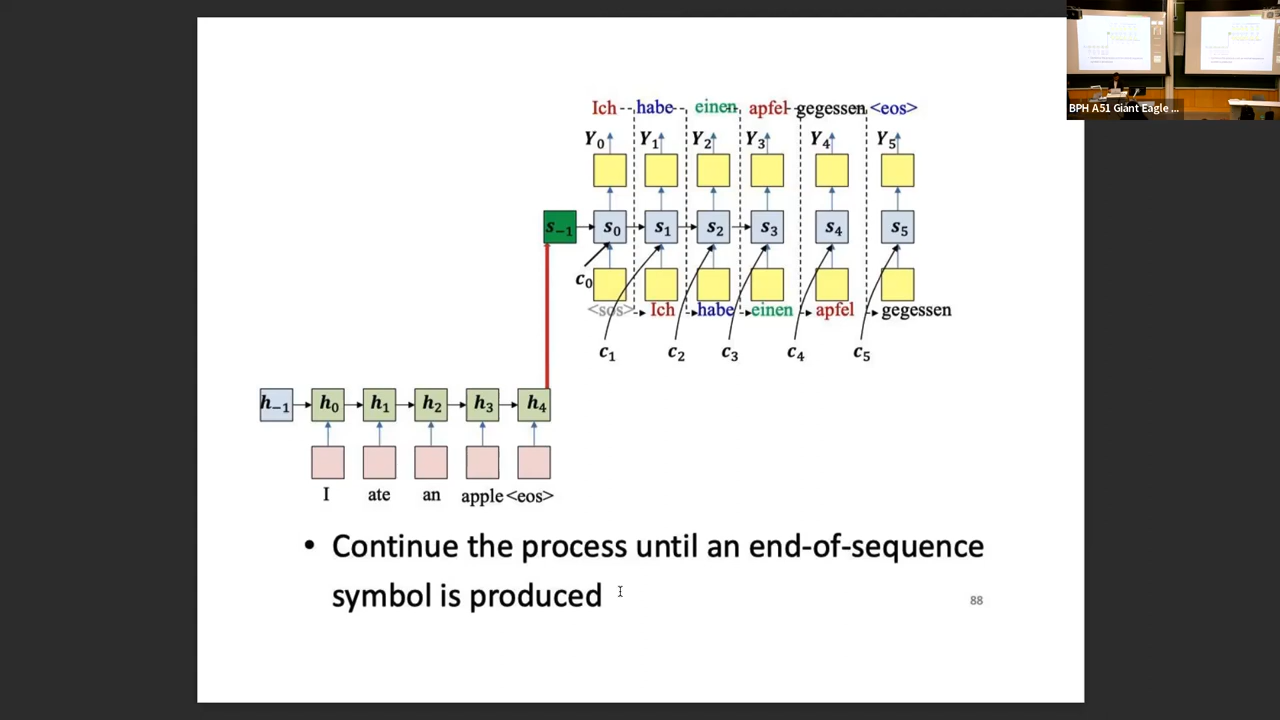 BPH A51 Giant Eagle ...
Ich habe einen apfel gegessen <eos>
Y₀ Y₁ Y₂ Y₃ Y₄ Y₅
s₋₁ s₀ s₁ s₂ s₃ s₄ s₅
c₀
<sos> Ich habe einen apfel gegessen
c₁ c₂ c₃ c₄ c₅
h₋₁ h₀ h₁ h₂ h₃ h₄
I ate an apple <eos>
• Continue the process until an end-of-sequence
symbol is produced
88